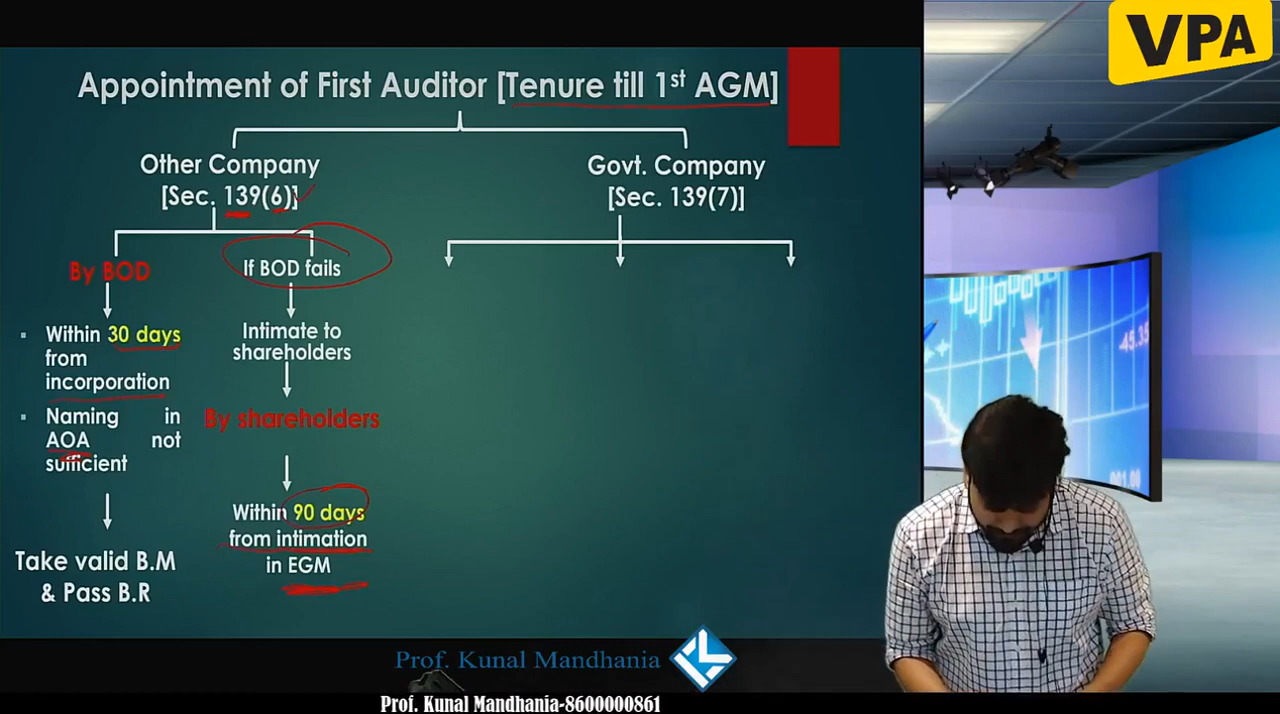 VPA
Appointment of First Auditor [Tenure till 1st AGM]
Other Company
[Sec. 139(6)]
Govt. Company
[Sec. 139(7)]
By BOD
If BOD fails
Within 30 days
from
incorporation
Naming in
AOA not
sufficient
Take valid B.M
& Pass B.R
Intimate to
shareholders
By shareholders
Within 90 days
from intimation
in EGM
-45.35
Prof. Kunal Mandhania
Prof. Kunal Mandhania-8600000861